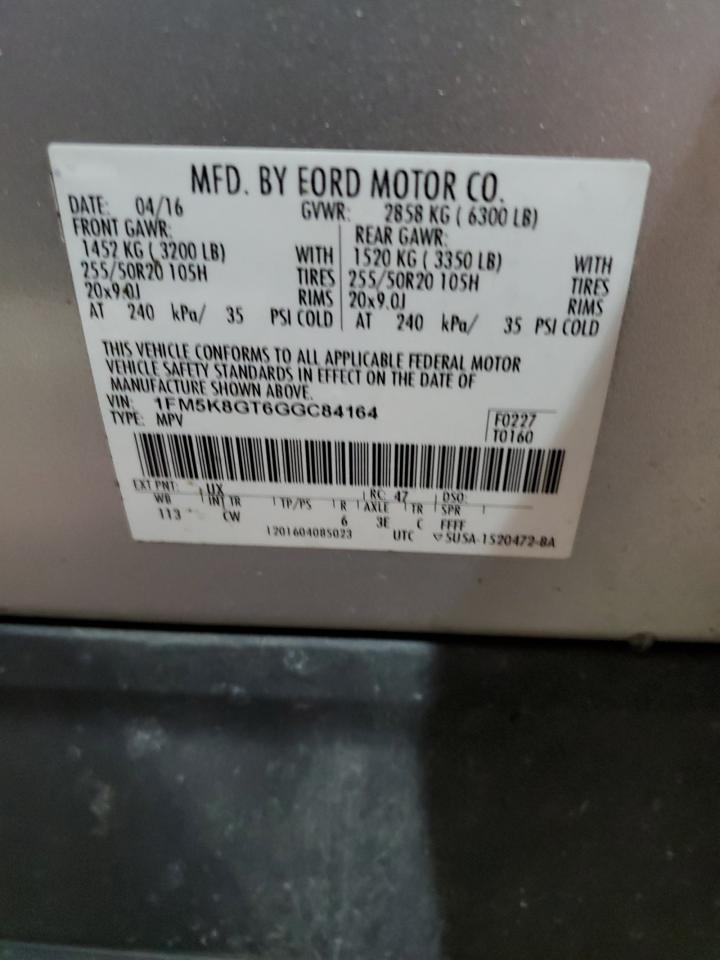 MFD. BY FORD MOTOR CO.
DATE: 04/16 GVWR: 2858 KG ( 6300 LB)
FRONT GAWR: REAR GAWR:
1452 KG ( 3200 LB) WITH 1520 KG ( 3350 LB) WITH
255/50R20 105H TIRES 255/50R20 105H TIRES
20x9.0J RIMS 20x9.0J RIMS
AT 240 kPa/ 35 PSI COLD AT 240 kPa/ 35 PSI COLD
THIS VEHICLE CONFORMS TO ALL APPLICABLE FEDERAL MOTOR
VEHICLE SAFETY STANDARDS IN EFFECT ON THE DATE OF
MANUFACTURE SHOWN ABOVE.
VIN: 1FM5K8GT6GGC84164
TYPE: MPV F0227
T0160
EXT PNT: UX RC: 47 DSO:
WB INT TR TP/PS R AXLE TR SPR
113 CW 6 3E C FFFF
1201604085023 UTC ▽5U5A-1520472-BA